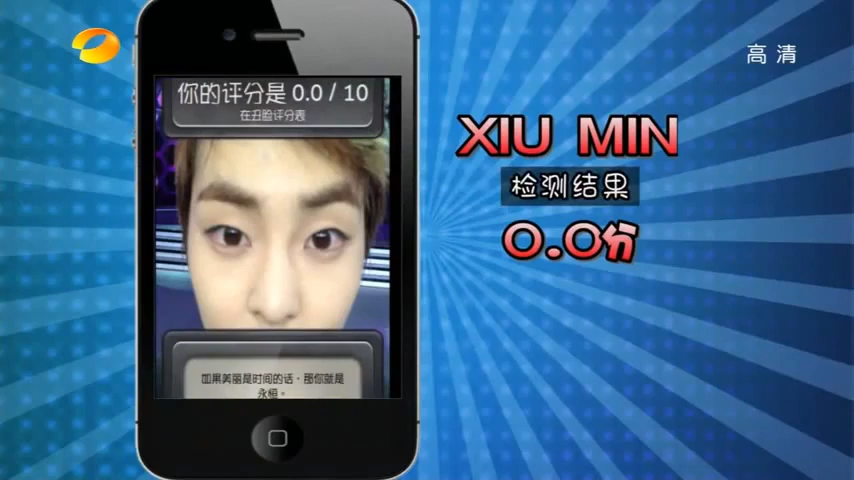 高清
你的评分是 0.0 / 10
在丑脸评分表
XIU MIN
检测结果
0.0分
如果美丽是时间的话,那你就是
永恒。